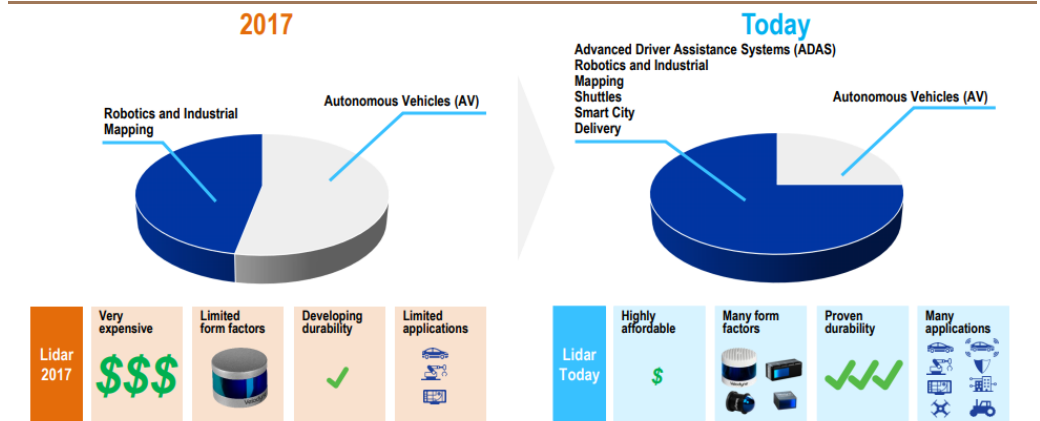 2017
Today
Robotics and Industrial
Mapping
Autonomous Vehicles (AV)
Advanced Driver Assistance Systems (ADAS)
Robotics and Industrial
Mapping
Shuttles
Smart City
Delivery
Autonomous Vehicles (AV)
Lidar
2017
Very
expensive
$$$
Limited
form factors
Velodyne
Developing
durability
Limited
applications
Lidar
Today
Highly
affordable
$
Many form
factors
Velodyne
Proven
durability
Many
applications